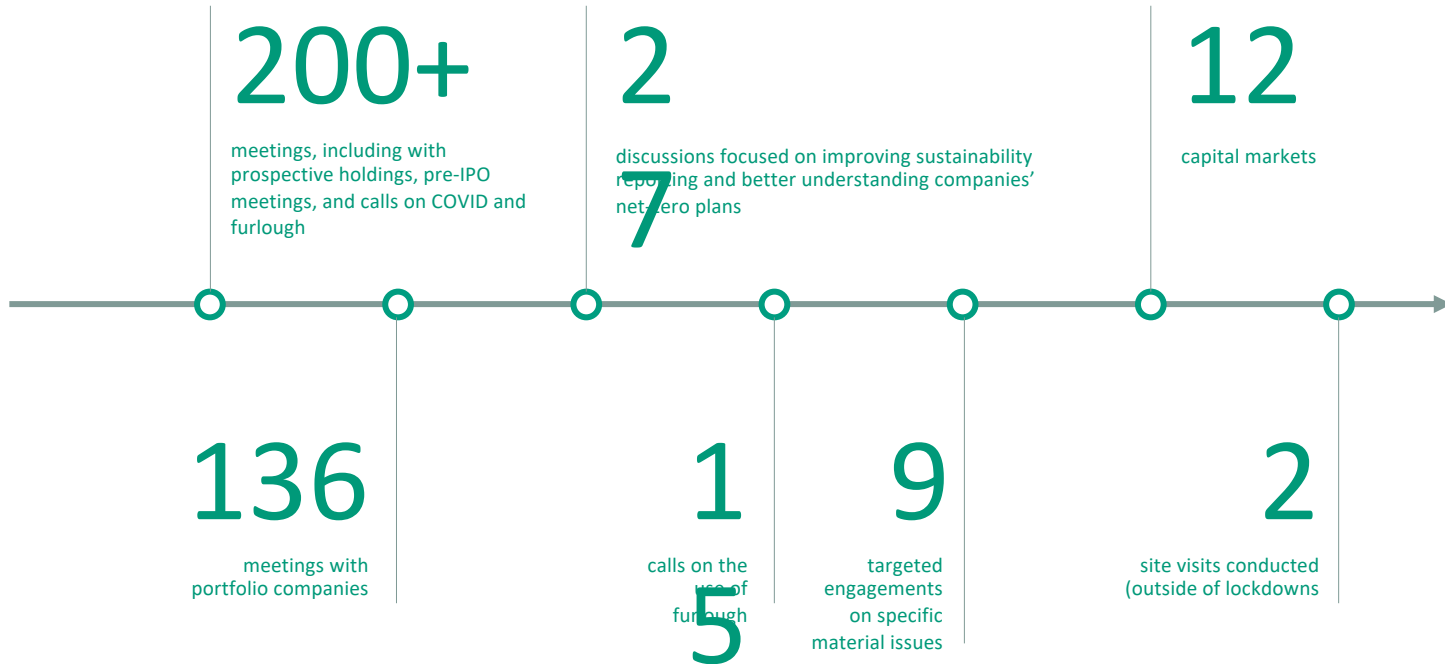 200+
meetings, including with
prospective holdings, pre-IPO
meetings, and calls on COVID and
furlough
2
7
discussions focused on improving sustainability
reporting and better understanding companies’
net-zero plans
12
capital markets
136
meetings with
portfolio companies
1
5
calls on the
use of
furlough
9
targeted
engagements
on specific
material issues
2
site visits conducted
(outside of lockdowns